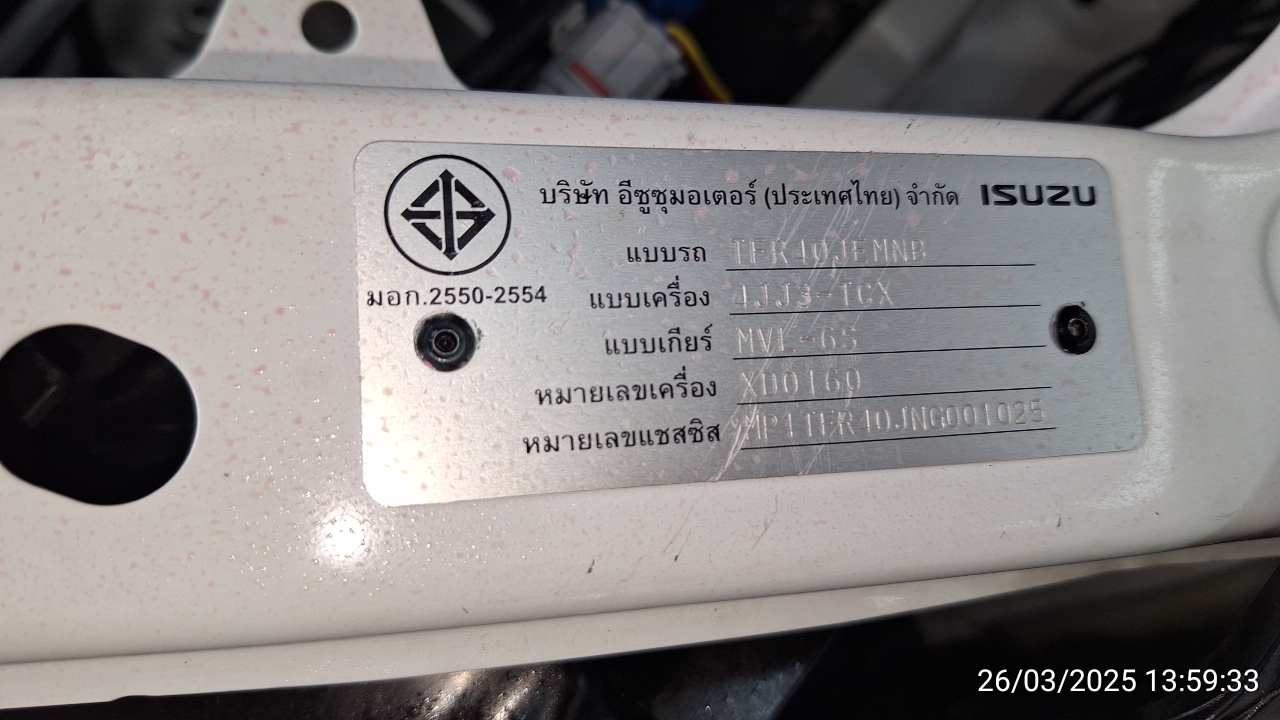 บริษัท อีซูซุมอเตอร์ (ประเทศไทย) จำกัด ISUZU
แบบรถ TFR40JEMNB
มอก.2550-2554
แบบเครื่อง 4JJ3-TCX
แบบเกียร์ MVL-6S
หมายเลขเครื่อง XD0160
หมายเลขแชสซิส MP1TFR40JNG001025
26/03/2025 13:59:33